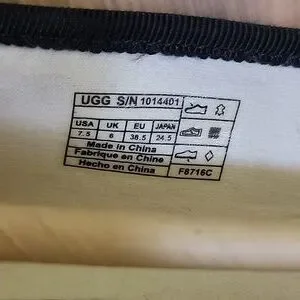 UGG S/N 1014401
USA UK EU JAPAN
7.5 6 38.5 24.5
Made in China
Fabrique en Chine
Hecho en China
F8716C